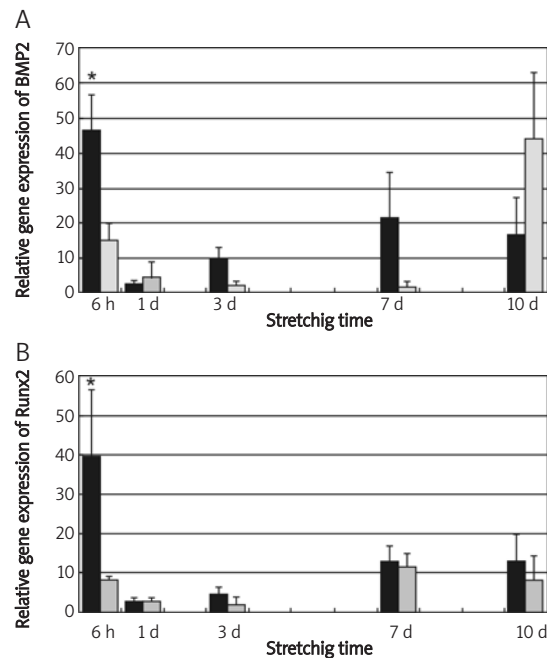 A
Relative gene expression of BMP2
70
60
50
40
30
20
10
0
*
6 h 1 d 3 d 7 d 10 d
Stretchig time
B
Relative gene expression of Runx2
60
50
40
30
20
10
0
*
6 h 1 d 3 d 7 d 10 d
Stretchig time